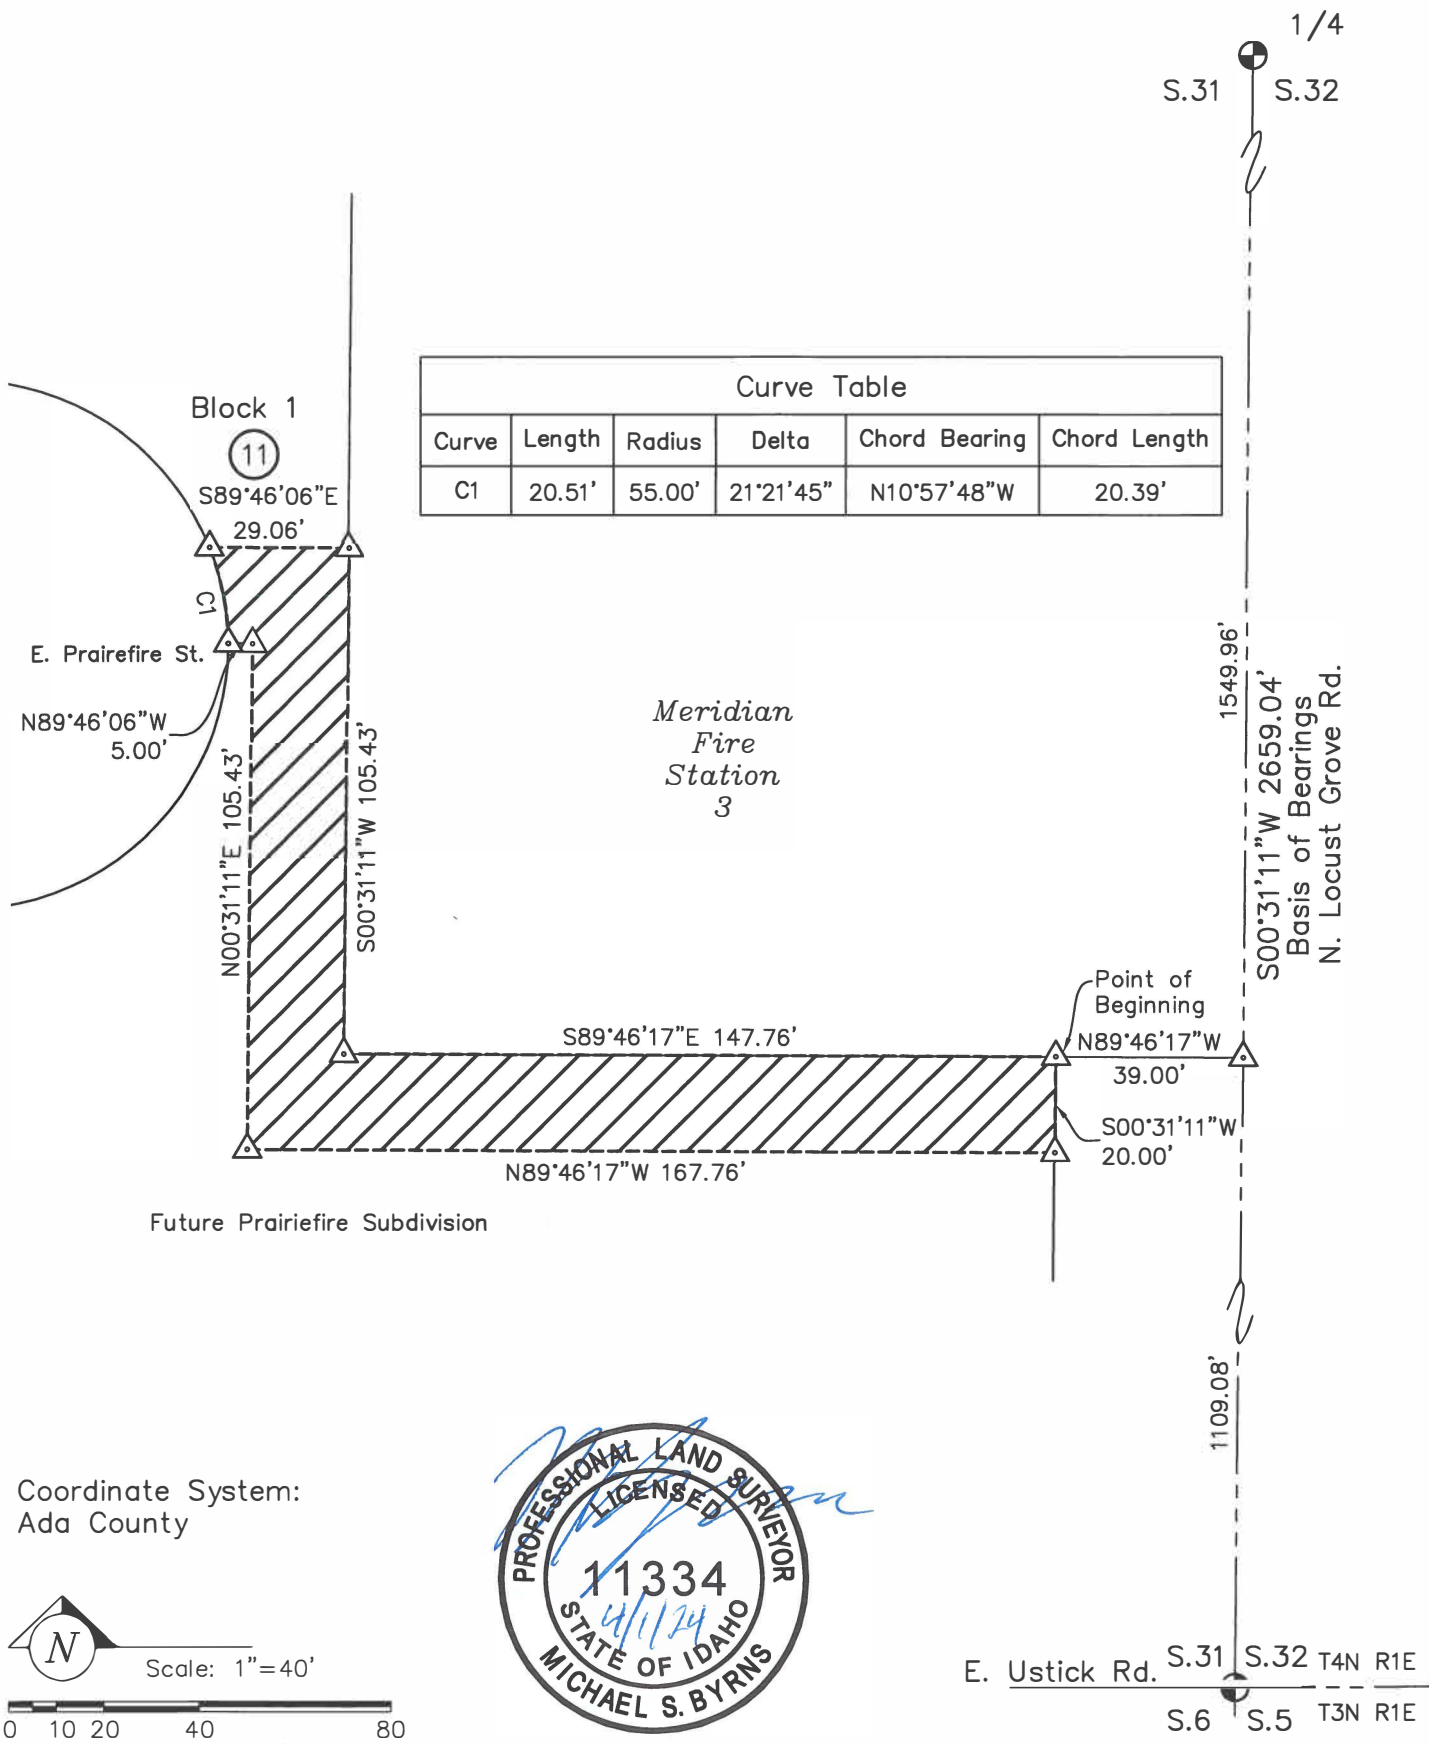 1/4
S.31 S.32
Curve Table
Curve Length Radius Delta Chord Bearing Chord Length
C1 20.51' 55.00' 21°21'45" N10°57'48"W 20.39'
Block 1
11
S89°46'06"E
29.06'
C1
E. Prairefire St.
N89°46'06"W
5.00'
N00°31'11"E 105.43'
S00°31'11"W 105.43'
Meridian
Fire
Station
3
1549.96'
S00°31'11"W 2659.04'
Basis of Bearings
N. Locust Grove Rd.
Point of
Beginning
S89°46'17"E 147.76'
N89°46'17"W
39.00'
S00°31'11"W
20.00'
N89°46'17"W 167.76'
Future Prairiefire Subdivision
1109.08'
Coordinate System:
Ada County
N
Scale: 1"=40'
0 10 20 40 80
PROFESSIONAL LAND SURVEYOR
LICENSED
11334
4/1/24
STATE OF IDAHO
MICHAEL S. BYRNS
E. Ustick Rd. S.31 S.32 T4N R1E
S.6 S.5 T3N R1E